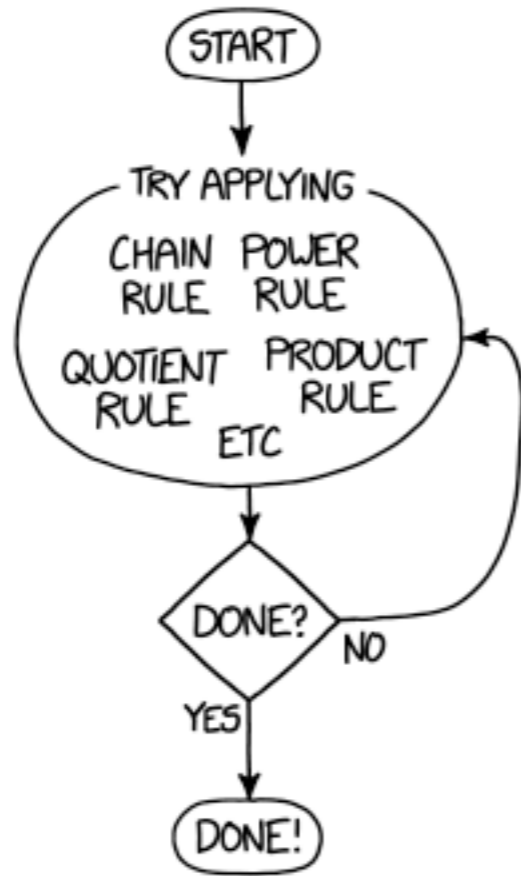 START
TRY APPLYING
CHAIN RULE
POWER RULE
QUOTIENT RULE
PRODUCT RULE
ETC
DONE?
NO
YES
DONE!